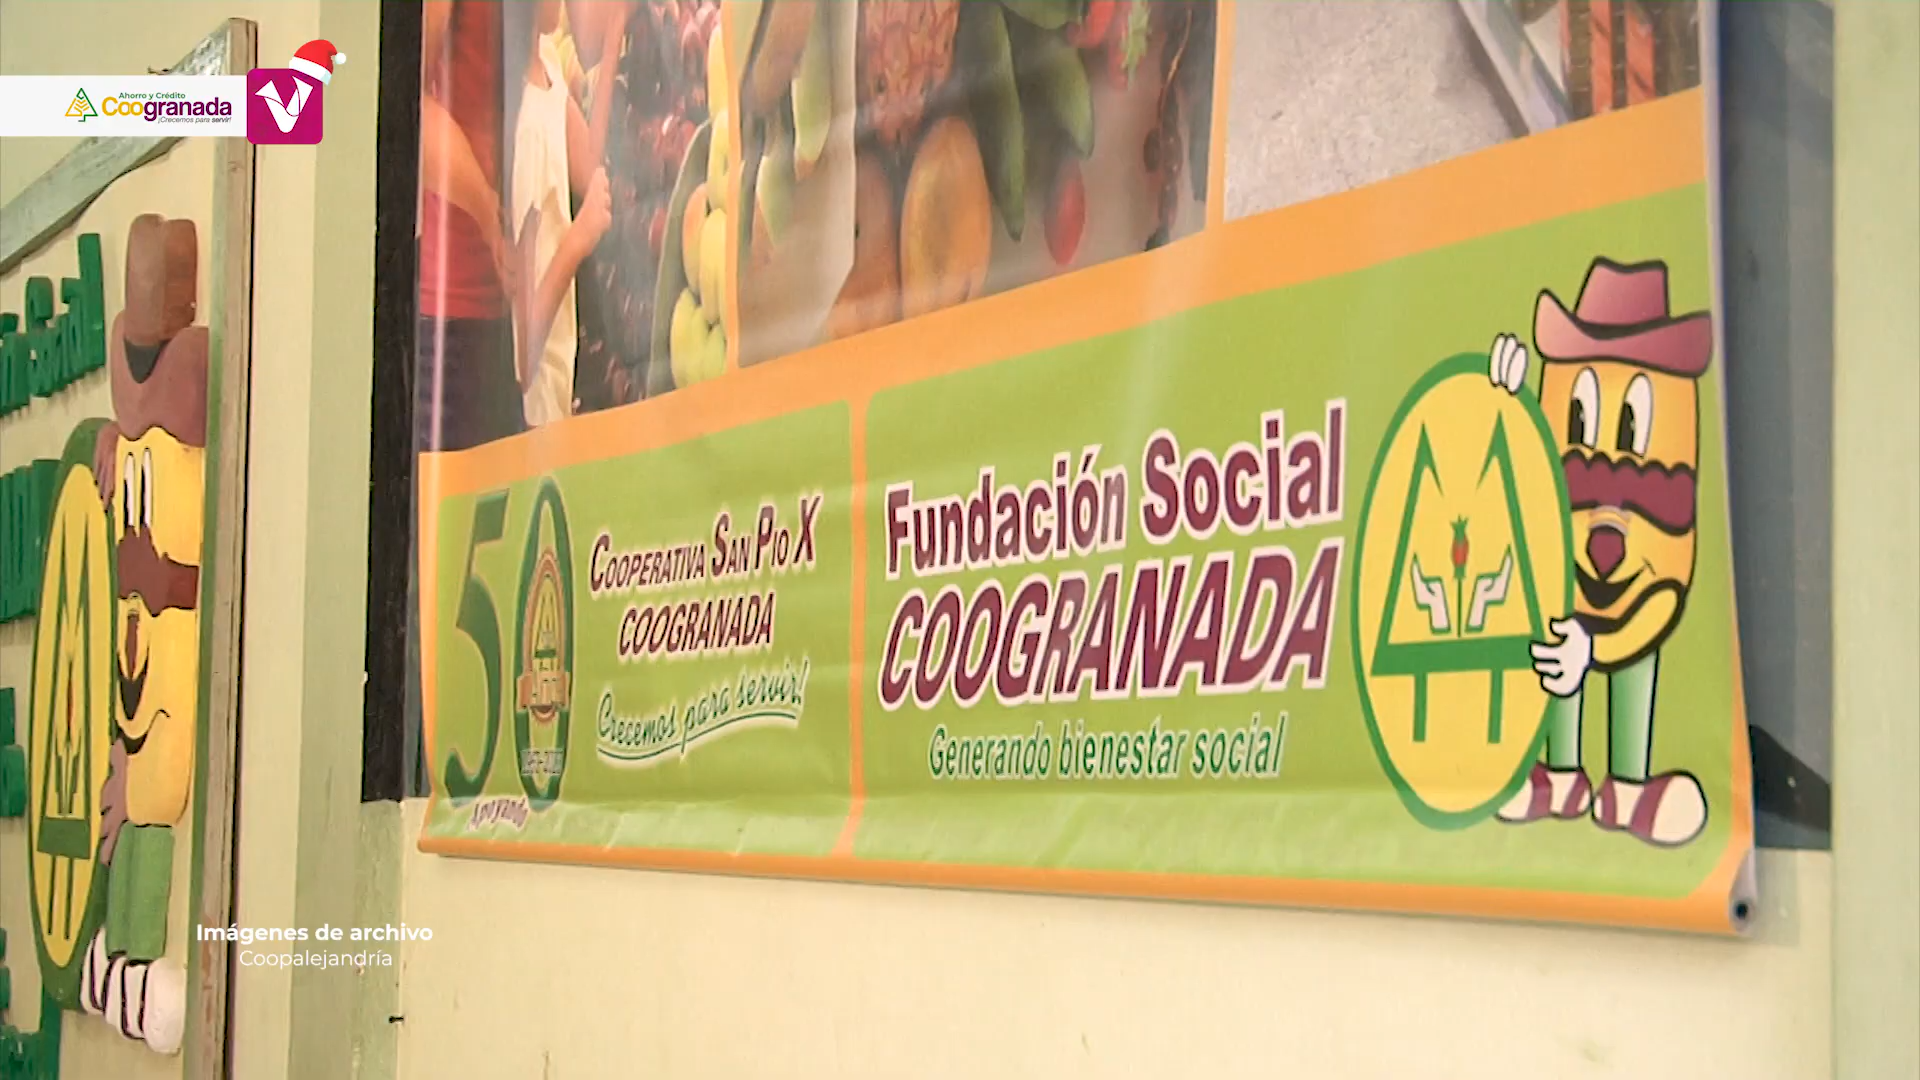 Ahorro y Crédito
Coogranada
¡Crecemos para servir!
50
AÑOS
Apoyando
COOPERATIVA SAN PIO X
COOGRANADA
Crecemos para servir!
Fundación Social
COOGRANADA
Generando bienestar social
Imágenes de archivo
Coopalejandría